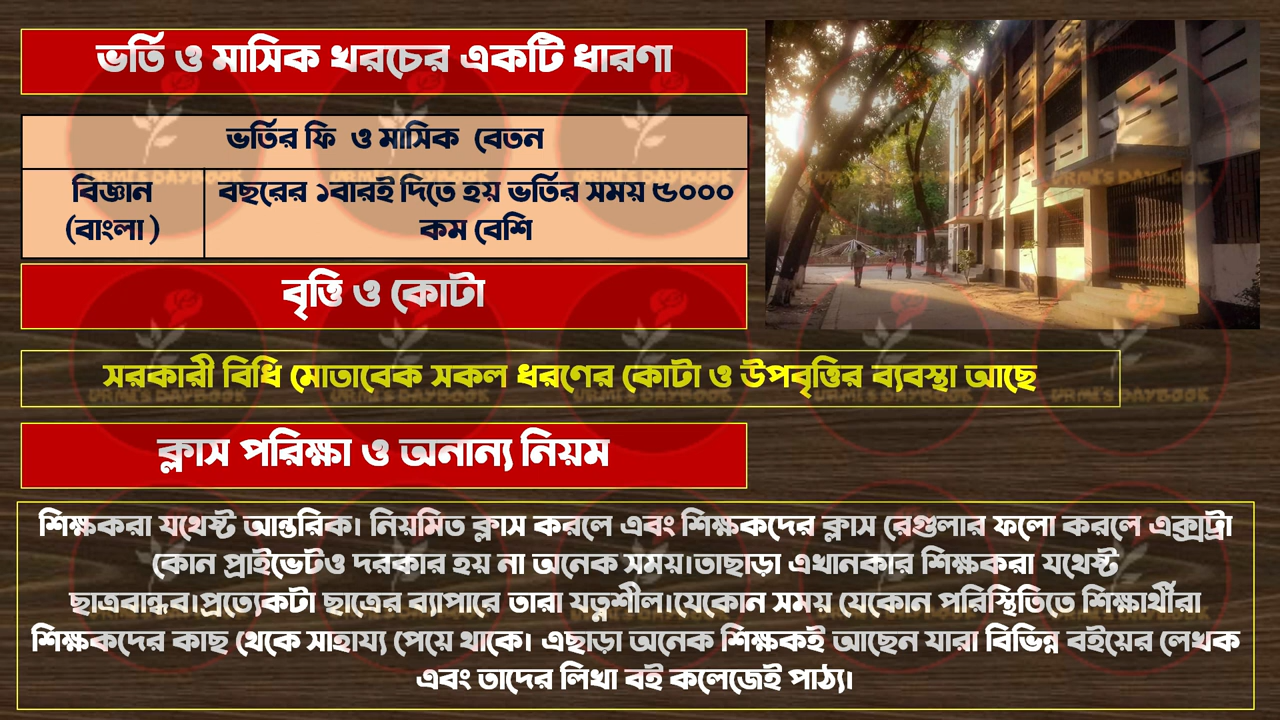 ভর্তি ও মাসিক খরচের একটি ধারণা
ভর্তির ফি ও মাসিক বেতন
বিজ্ঞান
(বাংলা )
বছরের ১বারই দিতে হয় ভর্তির সময় ৫০০০
কম বেশি
বৃত্তি ও কোটা
সরকারী বিধি মোতাবেক সকল ধরণের কোটা ও উপবৃত্তির ব্যবস্থা আছে
ক্লাস পরিক্ষা ও অনান্য নিয়ম
শিক্ষকরা যথেস্ট আন্তরিক। নিয়মিত ক্লাস করলে এবং শিক্ষকদের ক্লাস রেগুলার ফলো করলে এক্সট্রা
কোন প্রাইভেটও দরকার হয় না অনেক সময়।তাছাড়া এখানকার শিক্ষকরা যথেস্ট
ছাত্রবান্ধব।প্রত্যেকটা ছাত্রের ব্যাপারে তারা যত্নশীল।যেকোন সময় যেকোন পরিস্থিতিতে শিক্ষার্থীরা
শিক্ষকদের কাছ থেকে সাহায্য পেয়ে থাকে। এছাড়া অনেক শিক্ষকই আছেন যারা বিভিন্ন বইয়ের লেখক
এবং তাদের লিখা বই কলেজেই পাঠ্য।
URMI'S DAYBOOK